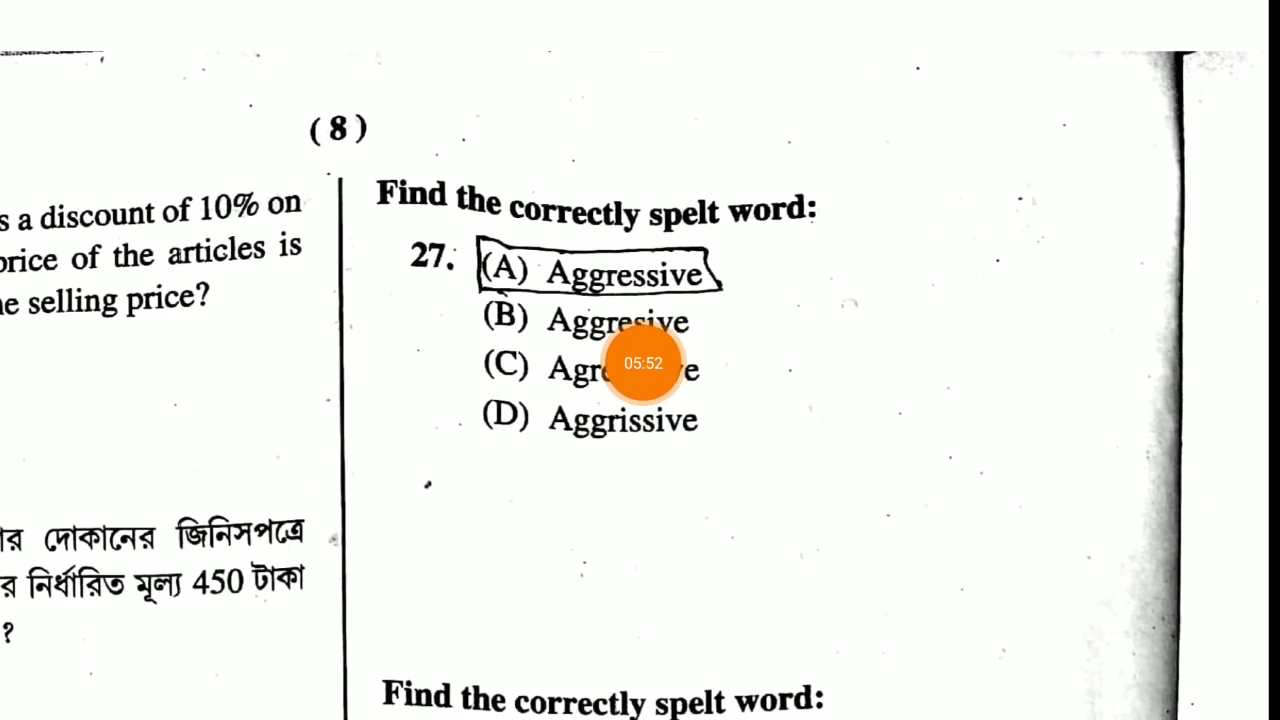 (8)
s a discount of 10% on
price of the articles is
e selling price?
র দোকানের জিনিসপত্রে
র নির্ধারিত মূল্য 450 টাকা
?
Find the correctly spelt word:
27. (A) Aggressive
(B) Aggresive
(C)
(D) Aggrissive
05:52
Find the correctly spelt word: